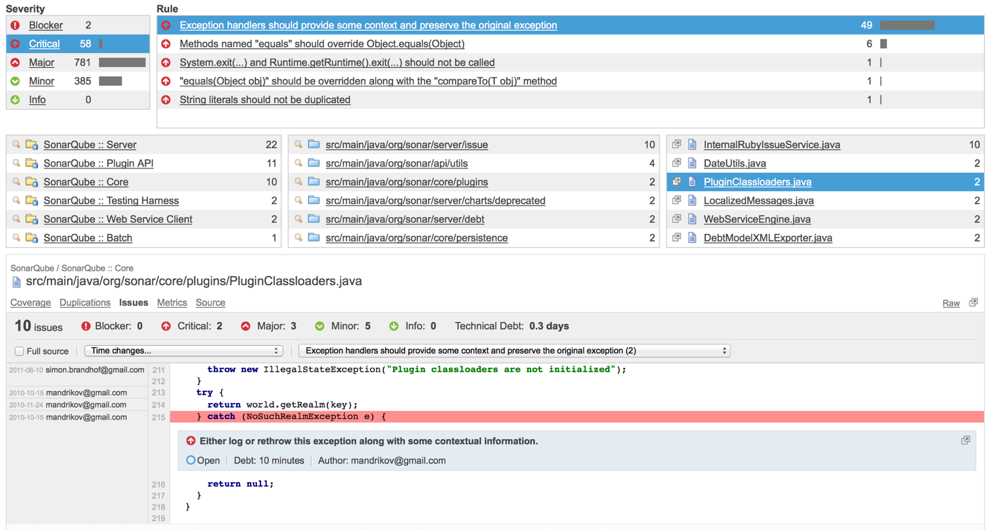 Severity
Rule
Blocker 2
Critical 58
Major 781
Minor 385
Info 0
Exception handlers should provide some context and preserve the original exception 49
Methods named "equals" should override Object.equals(Object) 6
System.exit(...) and Runtime.getRuntime().exit(...) should not be called 1
"equals(Object obj)" should be overridden along with the "compareTo(T obj)" method 1
String literals should not be duplicated 1
SonarQube :: Server 22
SonarQube :: Plugin API 11
SonarQube :: Core 10
SonarQube :: Testing Harness 2
SonarQube :: Web Service Client 2
SonarQube :: Batch 1
src/main/java/org/sonar/server/issue 10
src/main/java/org/sonar/api/utils 4
src/main/java/org/sonar/core/plugins 2
src/main/java/org/sonar/server/charts/deprecated 2
src/main/java/org/sonar/server/debt 2
src/main/java/org/sonar/core/persistence 2
InternalRubyIssueService.java 10
DateUtils.java 2
PluginClassloaders.java 2
LocalizedMessages.java 2
WebServiceEngine.java 2
DebtModelXMLExporter.java 2
SonarQube / SonarQube :: Core
src/main/java/org/sonar/core/plugins/PluginClassloaders.java
Coverage Duplications Issues Metrics Source Raw
10 issues Blocker: 0 Critical: 2 Major: 3 Minor: 5 Info: 0 Technical Debt: 0.3 days
Full source Time changes... Exception handlers should provide some context and preserve the original exception (2)
2011-06-10 simon.brandhof@gmail.com 211 throw new IllegalStateException("Plugin classloaders are not initialized");
212 }
2010-10-15 mandrikov@gmail.com 213 try {
2010-11-24 mandrikov@gmail.com 214 return world.getRealm(key);
2010-10-15 mandrikov@gmail.com 215 } catch (NoSuchRealmException e) {
Either log or rethrow this exception along with some contextual information.
Open Debt: 10 minutes Author: mandrikov@gmail.com
216 return null;
217 }
218 }
219